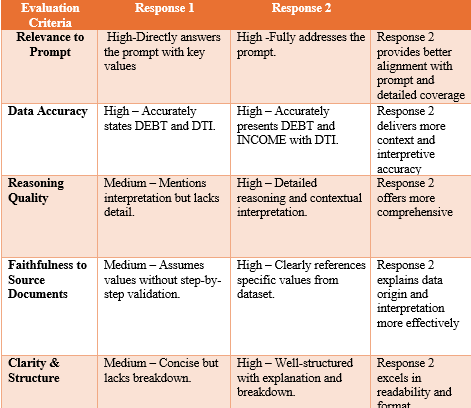 Evaluation Criteria Response 1 Response 2
Relevance to Prompt
High-Directly answers the prompt with key values
High -Fully addresses the prompt.
Response 2 provides better alignment with prompt and detailed coverage
Data Accuracy
High – Accurately states DEBT and DTI.
High – Accurately presents DEBT and INCOME with DTI.
Response 2 delivers more context and interpretive accuracy
Reasoning Quality
Medium – Mentions interpretation but lacks detail.
High – Detailed reasoning and contextual interpretation.
Response 2 offers more comprehensive
Faithfulness to Source Documents
Medium – Assumes values without step-by-step validation.
High – Clearly references specific values from dataset.
Response 2 explains data origin and interpretation more effectively
Clarity & Structure
Medium – Concise but lacks breakdown.
High – Well-structured with explanation and breakdown.
Response 2 excels in readability and format